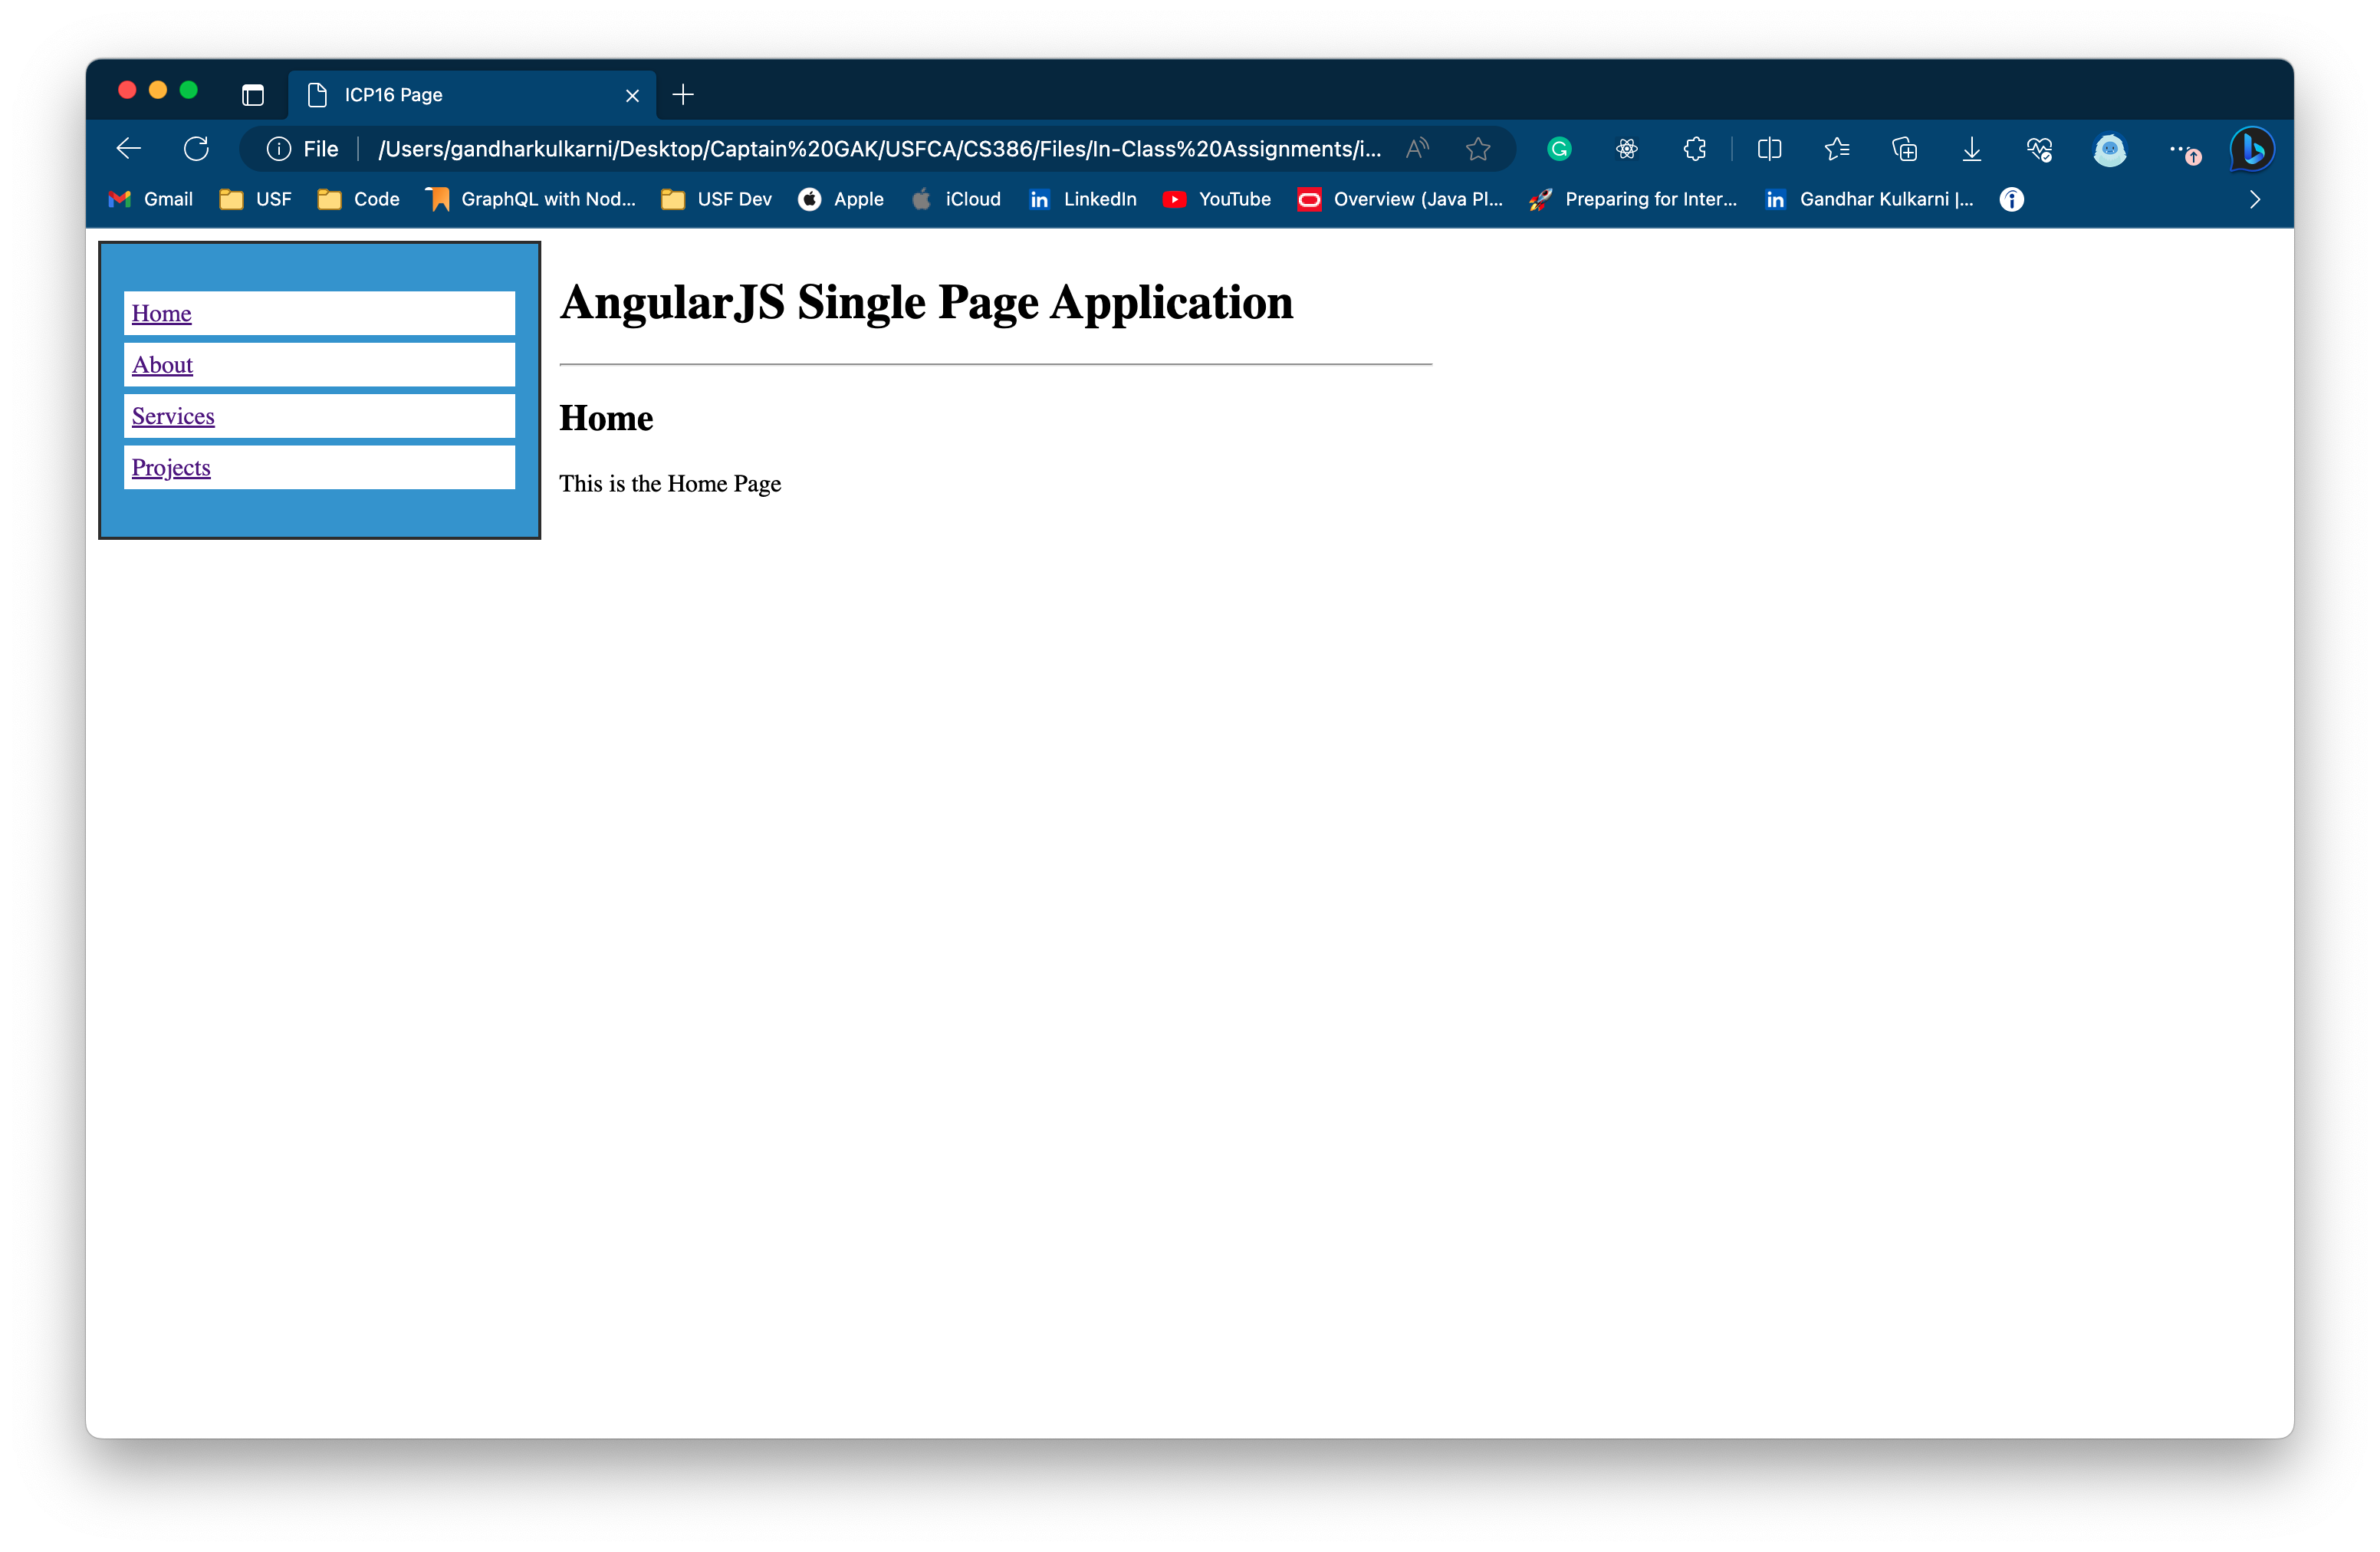 ICP16 Page
File /Users/gandharkulkarni/Desktop/Captain%20GAK/USFCA/CS386/Files/In-Class%20Assignments/i...
Gmail USF Code GraphQL with Nod... USF Dev Apple iCloud LinkedIn YouTube Overview (Java Pl... Preparing for Inter... Gandhar Kulkarni |...
Home
About
Services
Projects
AngularJS Single Page Application
Home
This is the Home Page